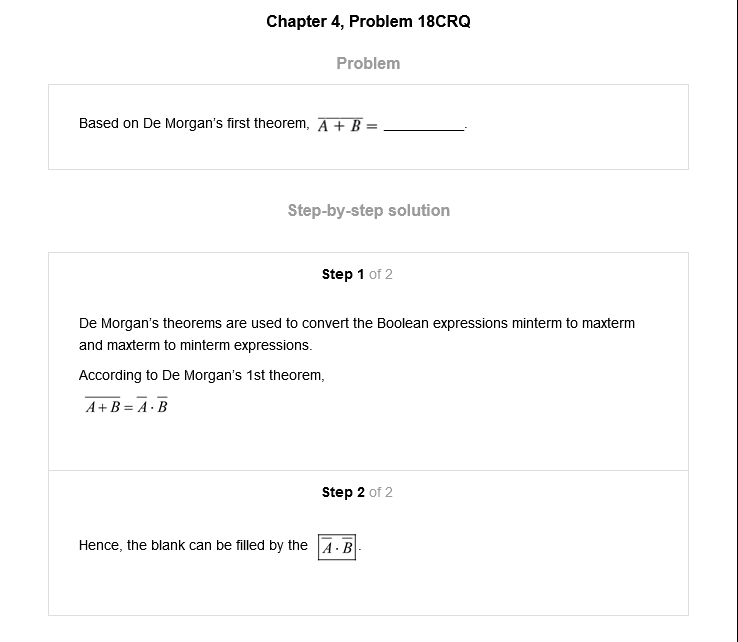 Chapter 4, Problem 18CRQ
Problem
Based on De Morgan's first theorem, $\overline{A + B}$ = __________.
Step-by-step solution
Step 1 of 2
De Morgan's theorems are used to convert the Boolean expressions minterm to maxterm
and maxterm to minterm expressions.
According to De Morgan's 1st theorem,
$\overline{A + B} = \overline{A} \cdot \overline{B}$
Step 2 of 2
Hence, the blank can be filled by the $\boxed{\overline{A} \cdot \overline{B}}$.